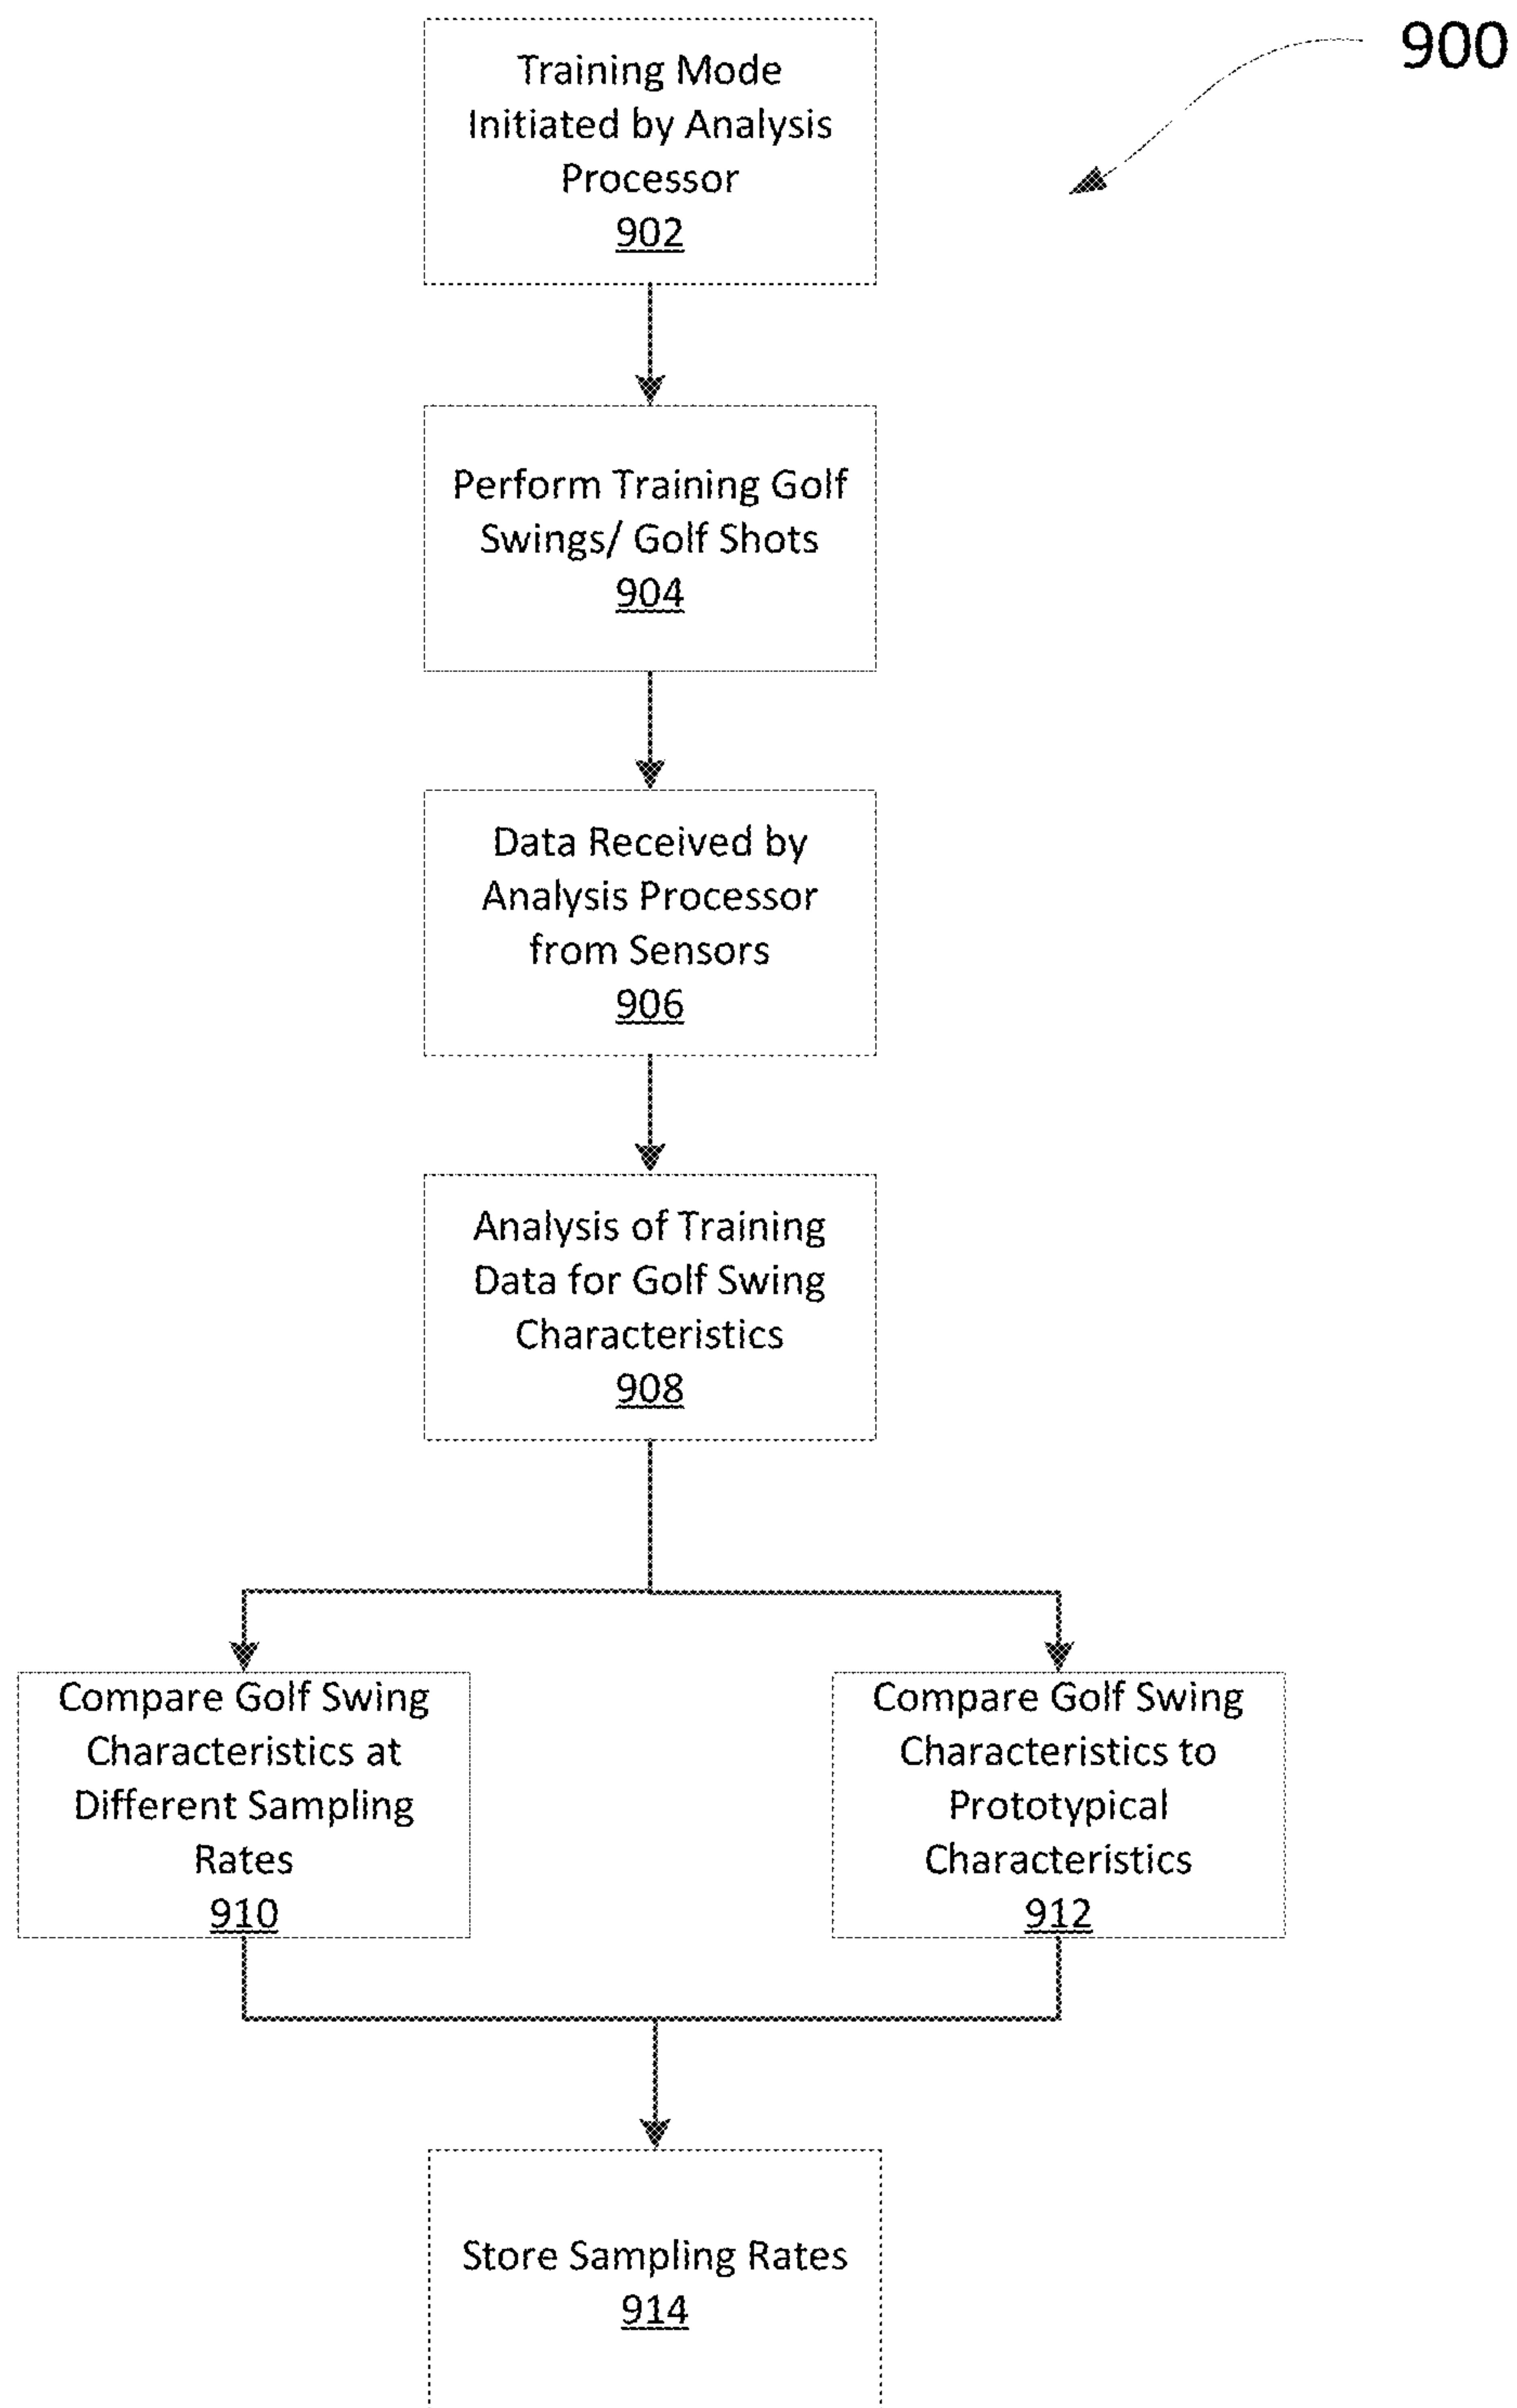 900
Training Mode
Initiated by Analysis
Processor
902
Perform Training Golf
Swings/ Golf Shots
904
Data Received by
Analysis Processor
from Sensors
906
Analysis of Training
Data for Golf Swing
Characteristics
908
Compare Golf Swing
Characteristics at
Different Sampling
Rates
910
Compare Golf Swing
Characteristics to
Prototypical
Characteristics
912
Store Sampling Rates
914